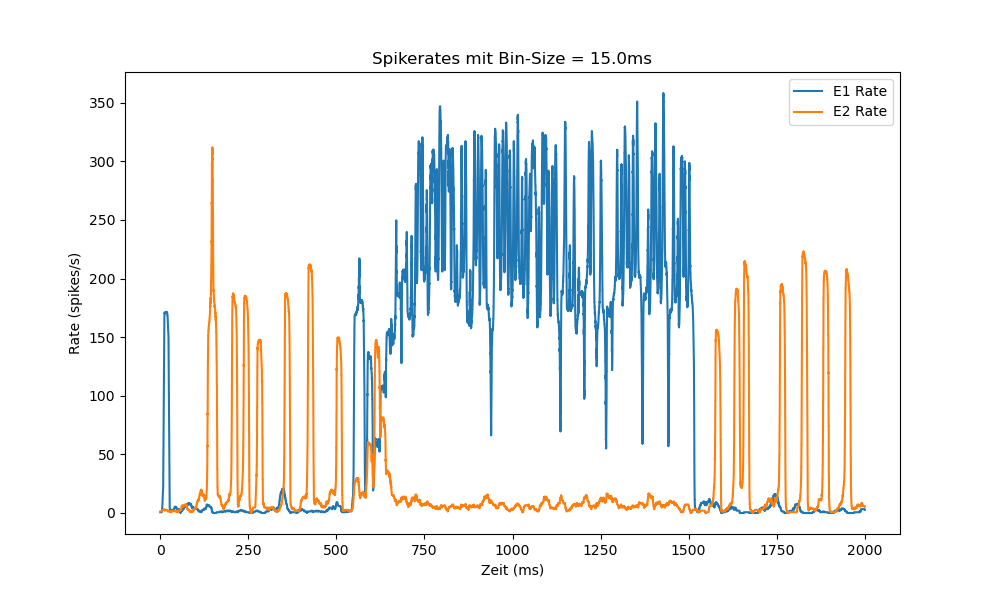 Spikerates mit Bin-Size = 15.0ms
E1 Rate
E2 Rate
350
300
250
200
150
100
50
0
Rate (spikes/s)
0 250 500 750 1000 1250 1500 1750 2000
Zeit (ms)